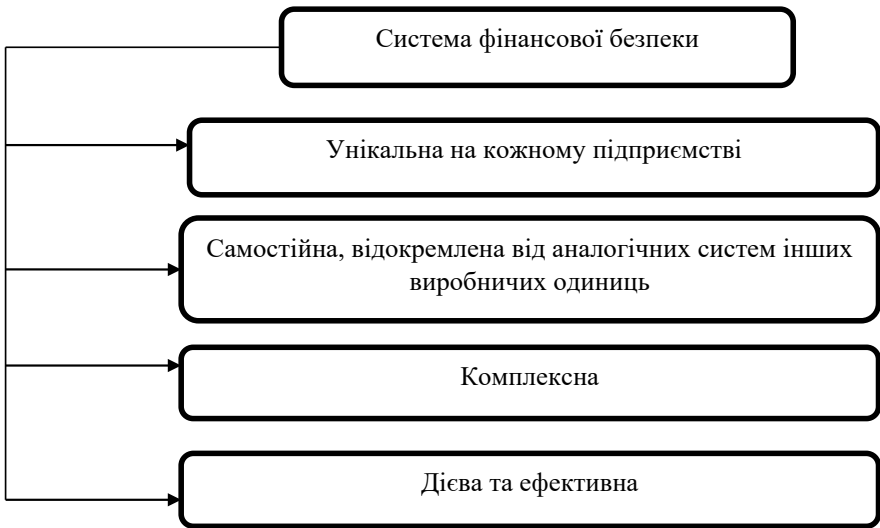 Система фінансової безпеки
Унікальна на кожному підприємстві
Самостійна, відокремлена від аналогічних систем інших
виробничих одиниць
Комплексна
Дієва та ефективна